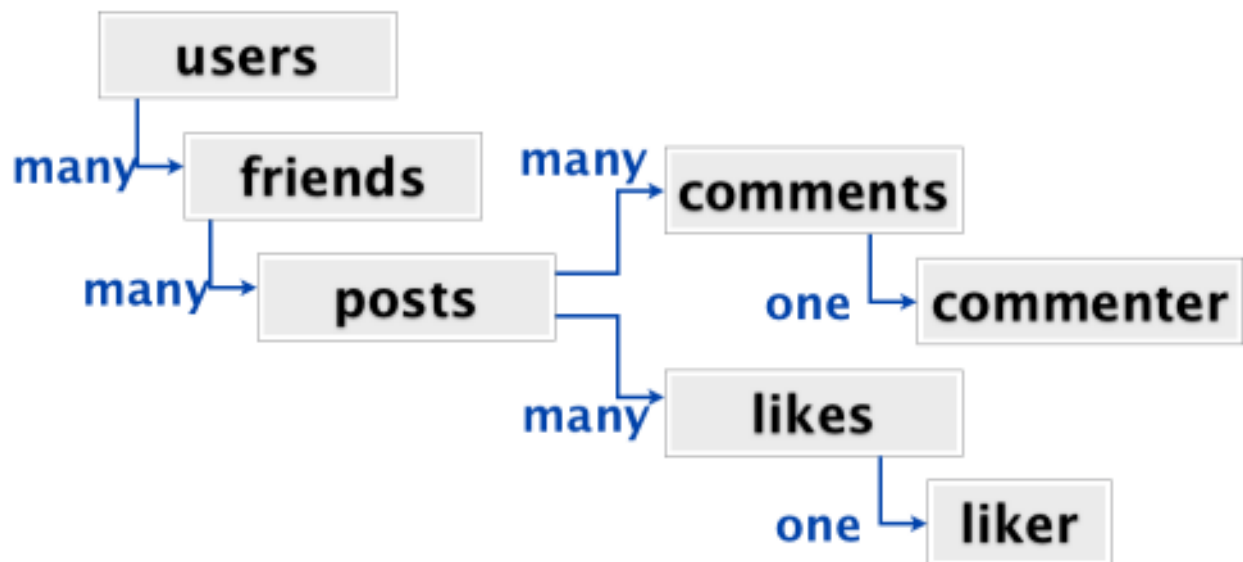 users
many
friends
many
posts
many
comments
one
commenter
many
likes
one
liker